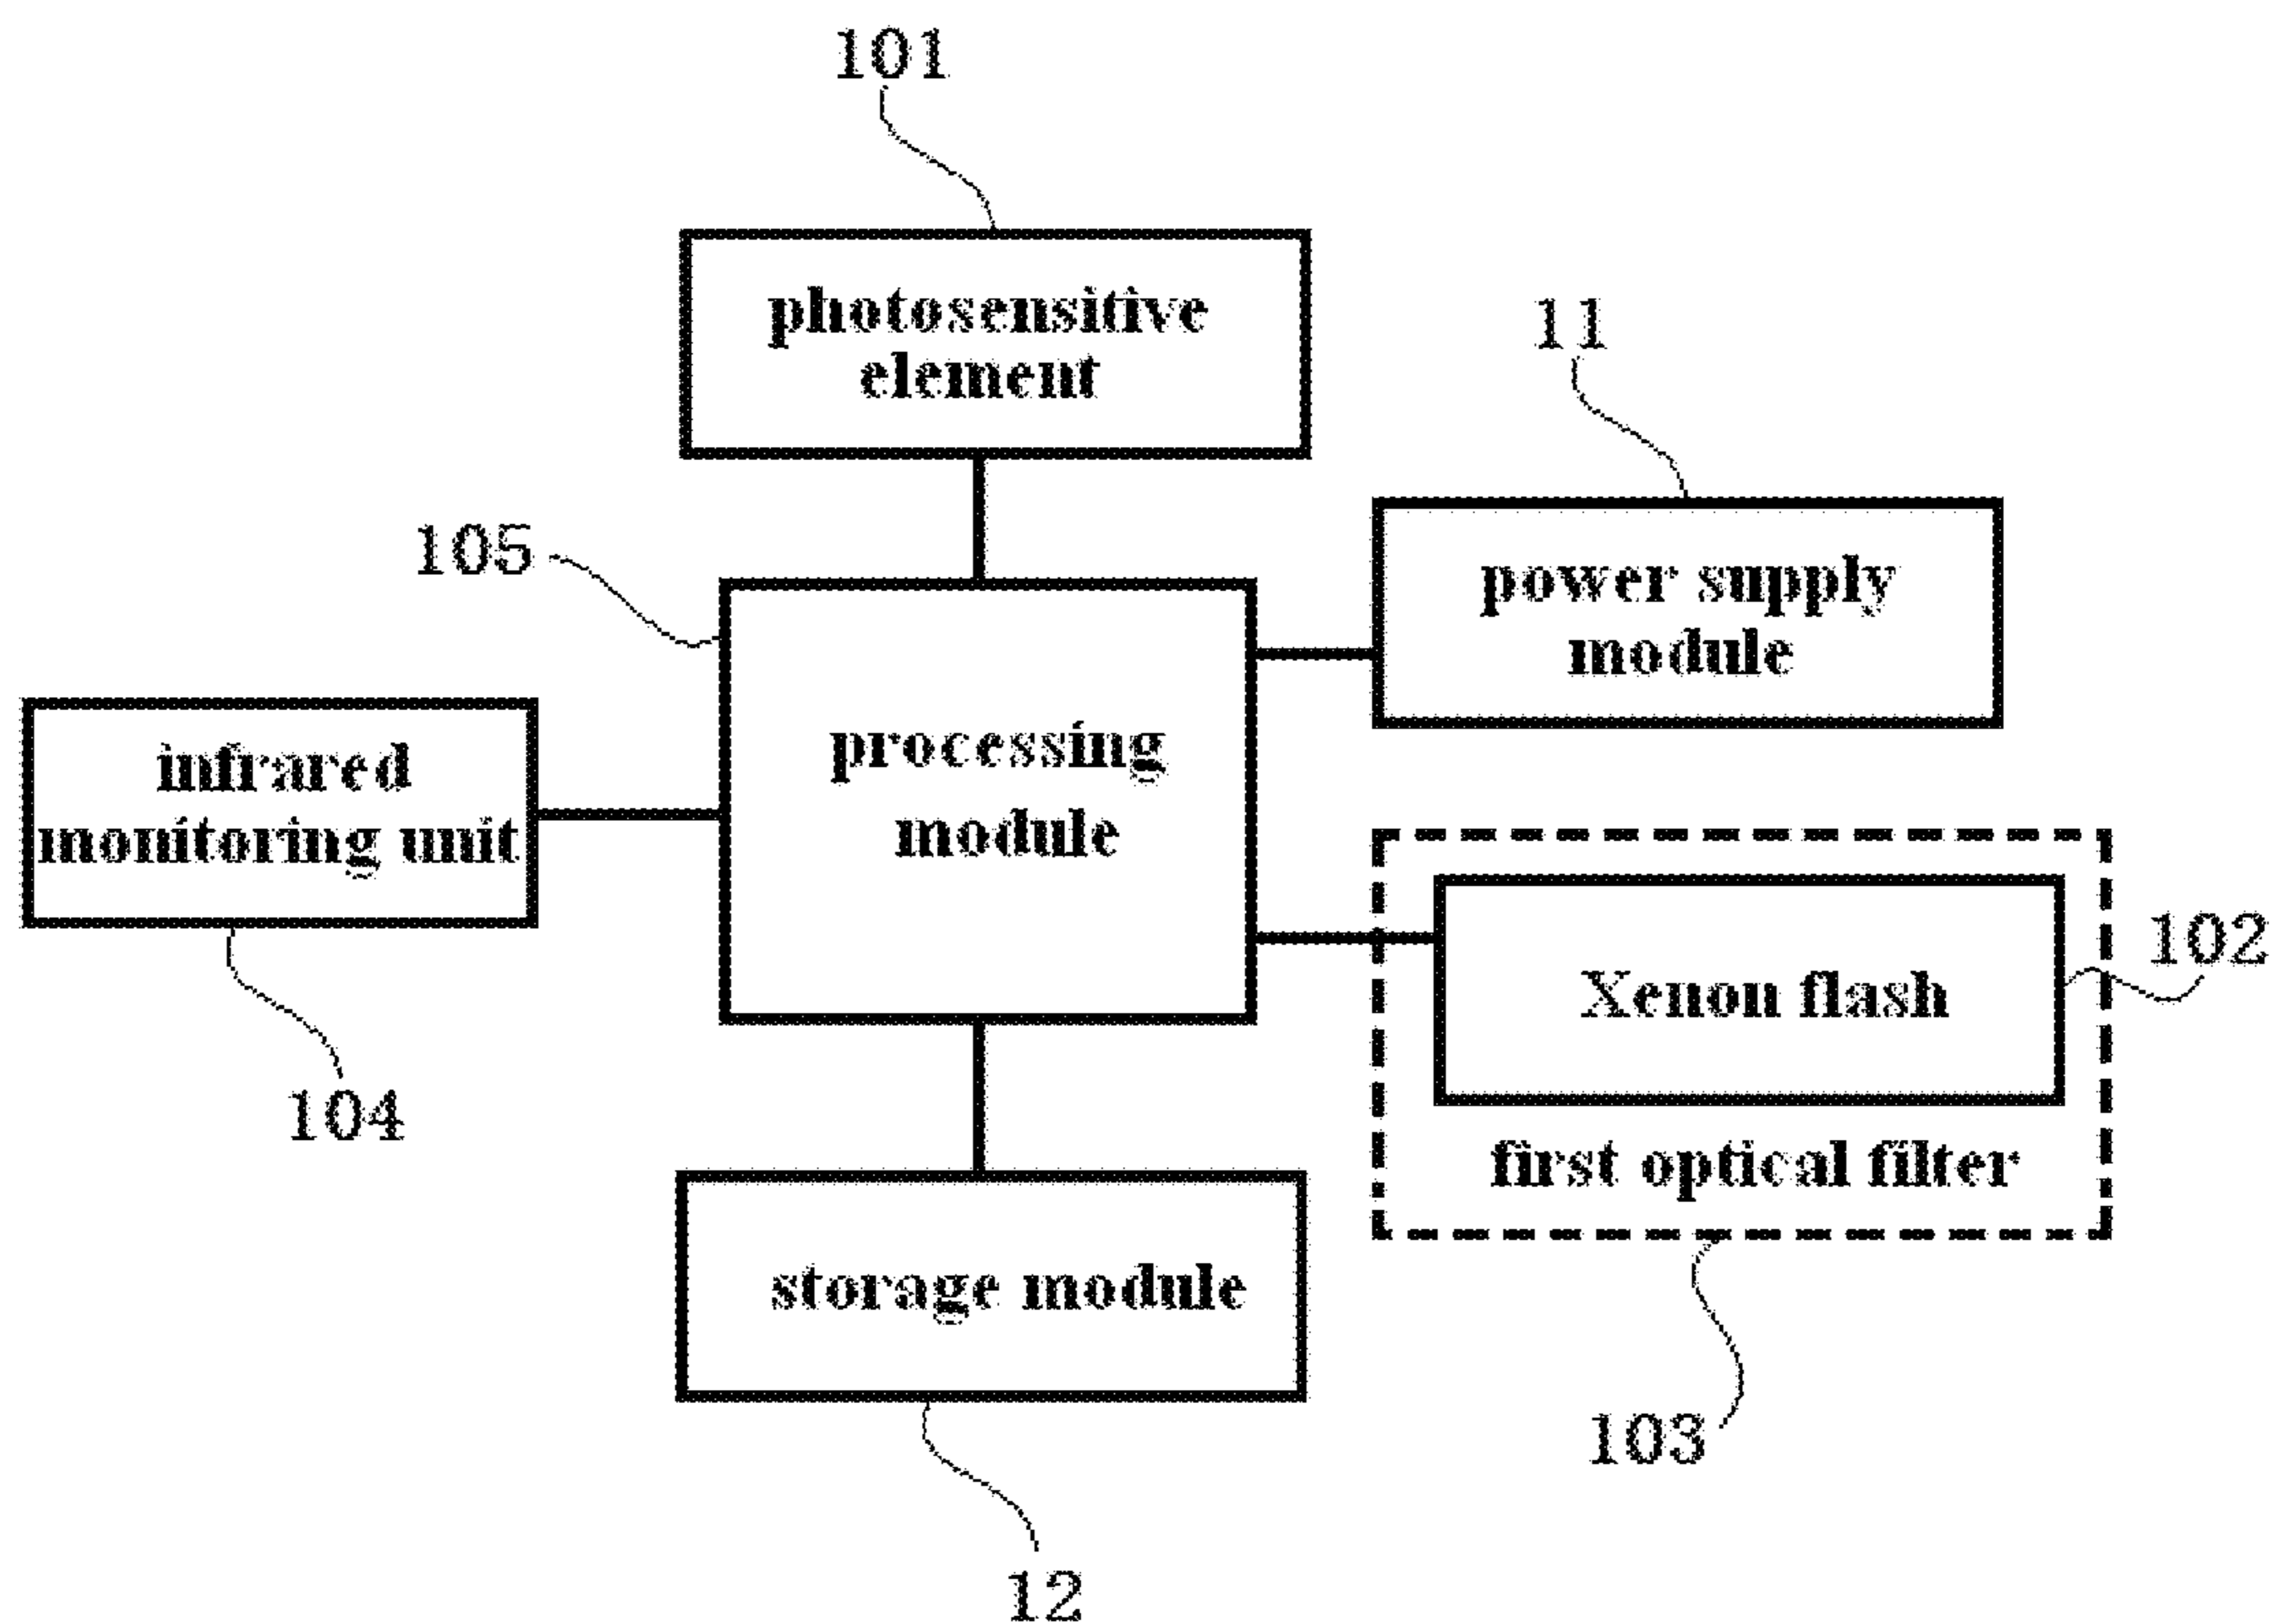 101
photosensitive
element
11
105
power supply
module
infrared
monitoring unit
processing
module
102
Xenon flash
104
first optical filter
storage module
103
12